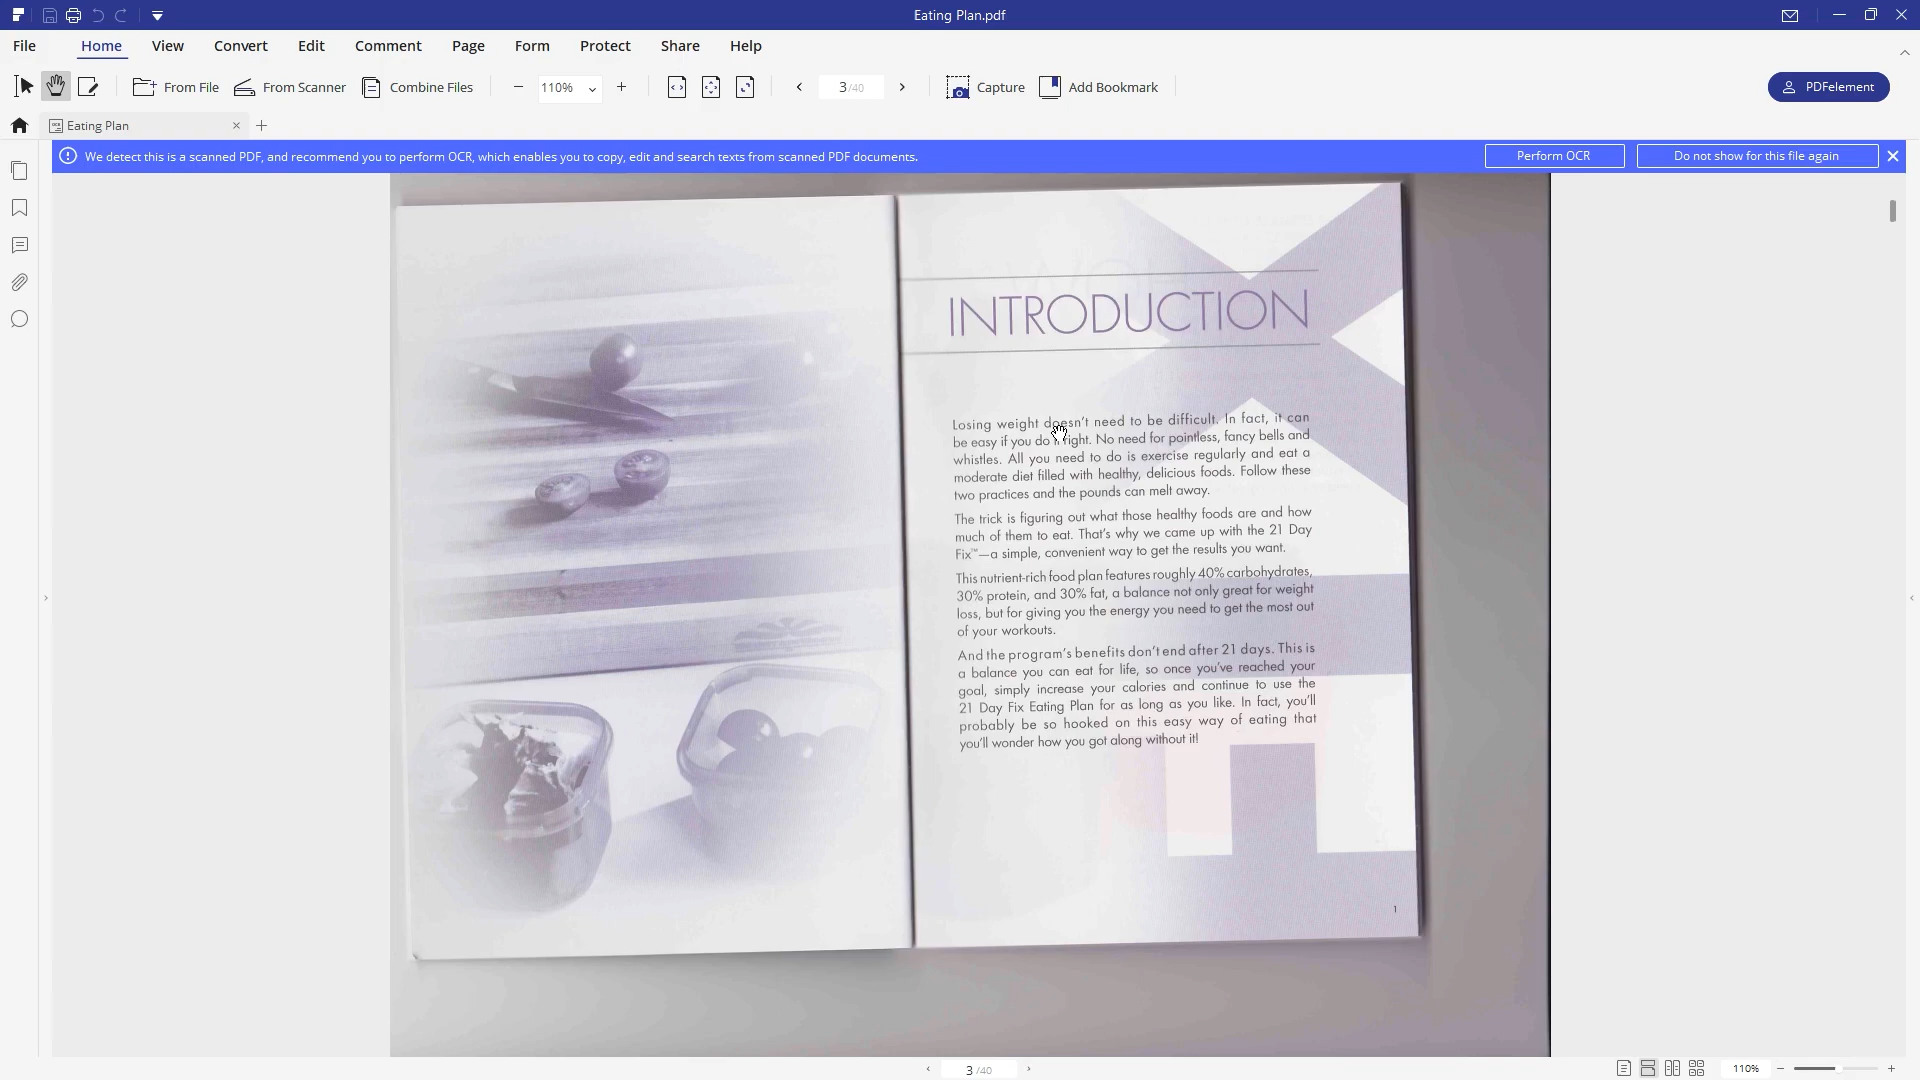 Eating Plan.pdf
File Home View Convert Edit Comment Page Form Protect Share Help
From File From Scanner Combine Files 110% 3/40 Capture Add Bookmark PDFelement
Eating Plan
We detect this is a scanned PDF, and recommend you to perform OCR, which enables you to copy, edit and search texts from scanned PDF documents. Perform OCR Do not show for this file again
INTRODUCTION
Losing weight doesn't need to be difficult. In fact, it can
be easy if you do it right. No need for pointless, fancy bells and
whistles. All you need to do is exercise regularly and eat a
moderate diet filled with healthy, delicious foods. Follow these
two practices and the pounds can melt away.
The trick is figuring out what those healthy foods are and how
much of them to eat. That's why we came up with the 21 Day
Fix™—a simple, convenient way to get the results you want.
This nutrient-rich food plan features roughly 40% carbohydrates,
30% protein, and 30% fat, a balance not only great for weight
loss, but for giving you the energy you need to get the most out
of your workouts.
And the program's benefits don't end after 21 days. This is
a balance you can eat for life, so once you've reached your
goal, simply increase your calories and continue to use the
21 Day Fix Eating Plan for as long as you like. In fact, you'll
probably be so hooked on this easy way of eating that
you'll wonder how you got along without it!
1
3 /40 110%